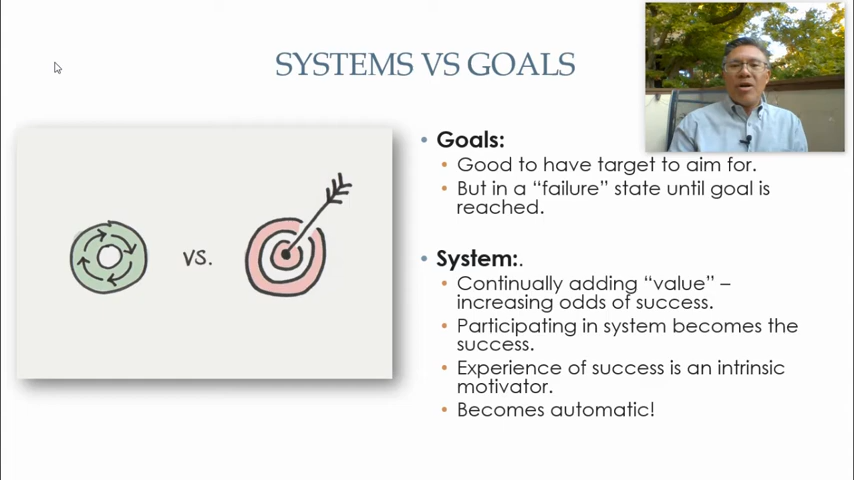 SYSTEMS VS GOALS
vs.
• Goals:
• Good to have target to aim for.
• But in a “failure” state until goal is
reached.
• System:.
• Continually adding “value” –
increasing odds of success.
• Participating in system becomes the
success.
• Experience of success is an intrinsic
motivator.
• Becomes automatic!